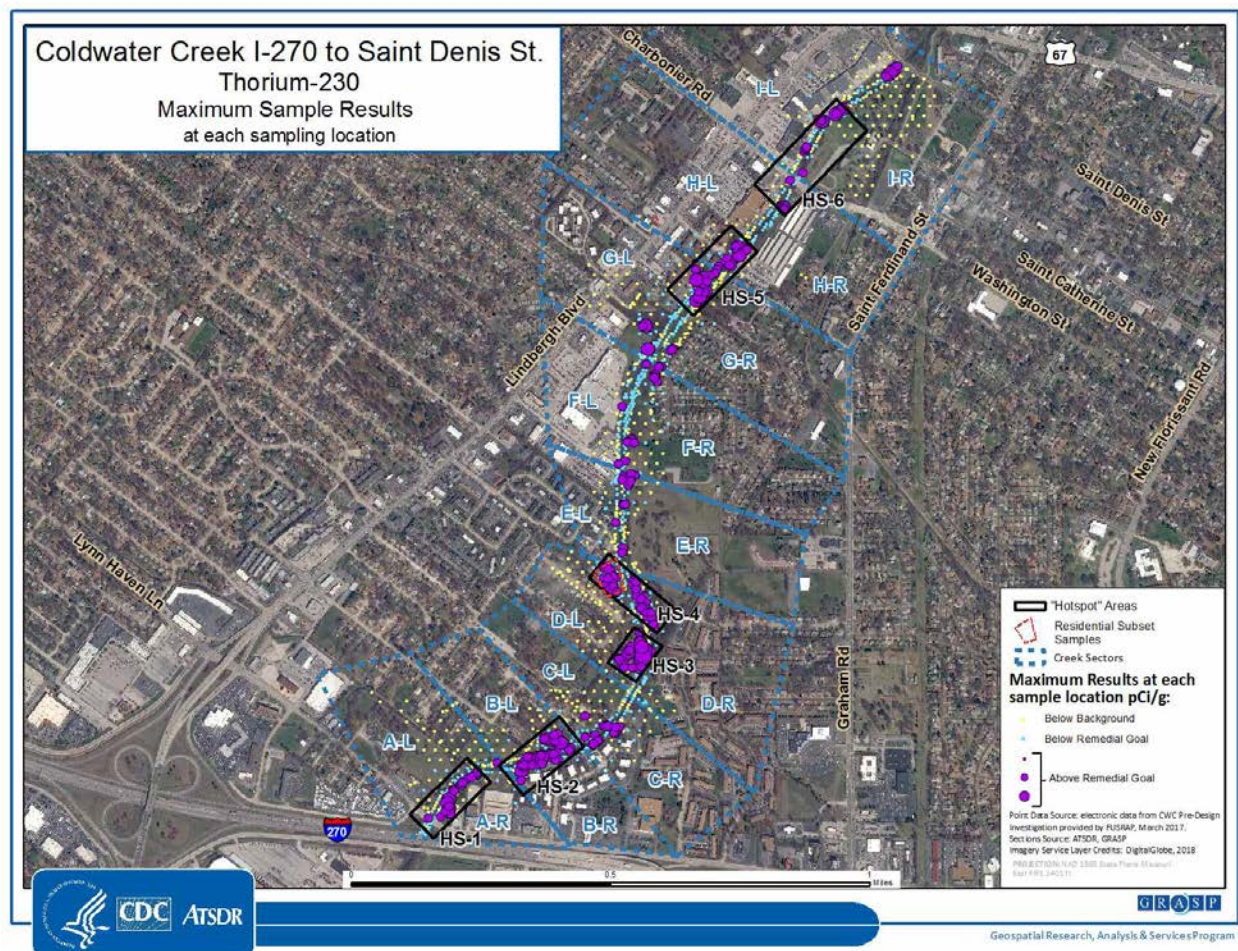 Coldwater Creek I-270 to Saint Denis St.
Thorium-230
Maximum Sample Results
at each sampling location
Charbonier Rd
67
I-L
H-L
I-R
HS-6
Saint Denis St
G-L
HS-5
H-R
Saint Ferdinand St
Saint Catherine St
Washington St
Lindbergh Blvd
G-R
F-L
F-R
New Florissant Rd
E-L
E-R
Lynn Haven Ln
D-L
HS-4
C-L
HS-3
B-L
D-R
Graham Rd
A-L
HS-2
C-R
HS-1
A-R
B-R
270
"Hotspot" Areas
Residential Subset
Samples
Creek Sectors
Maximum Results at each
sample location pCi/g:
Below Background
Below Remedial Goal
Above Remedial Goal
Point Data Source: electronic data from CWC Pre-Design
Investigation provided by FUSRAP, March 2017.
Sections Source: ATSDR, GRASP
Imagery Service Layer Credits: DigitalGlobe, 2018
0
0.5
1
Miles
CDC
ATSDR
GRASP
Geospatial Research, Analysis & Services Program